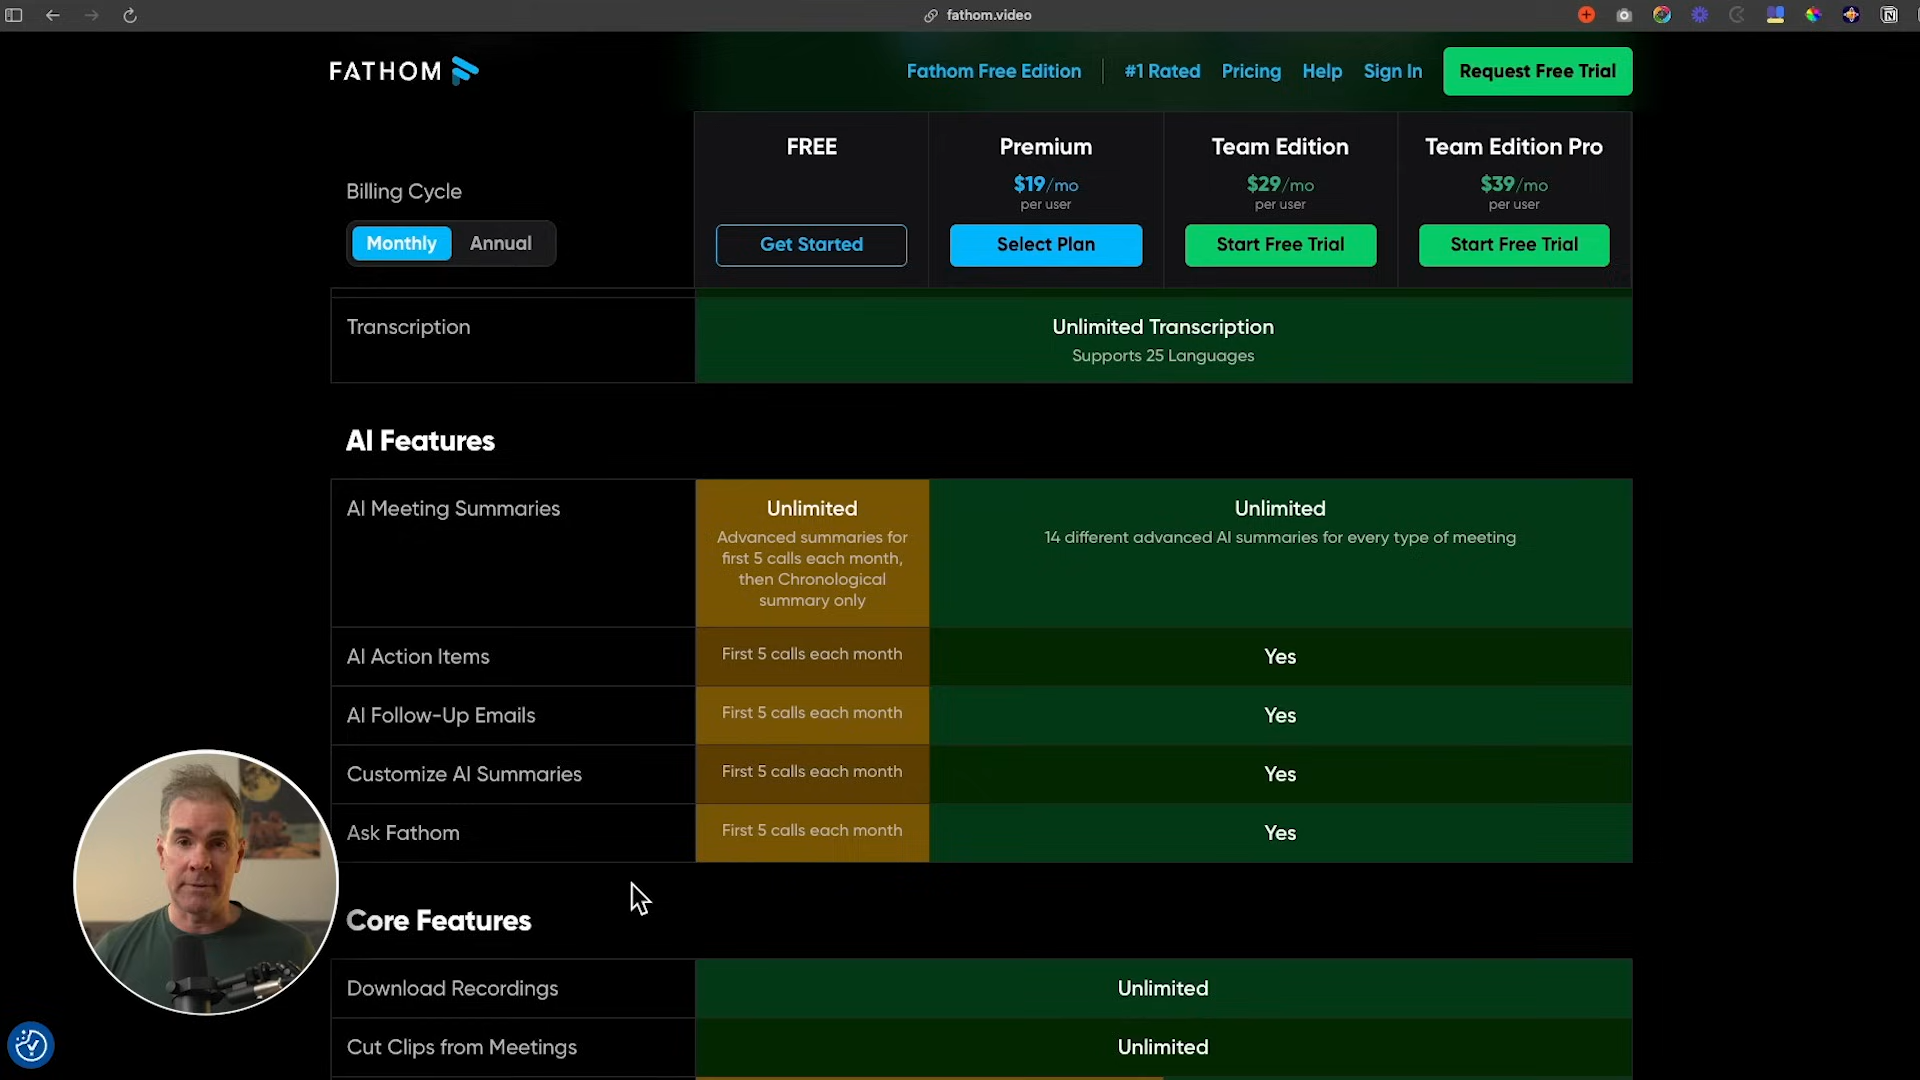 fathom.video
FATHOM
Fathom Free Edition
#1 Rated
Pricing
Help
Sign In
Request Free Trial
Billing Cycle
Monthly
Annual
FREE
Get Started
Premium
$19/mo
per user
Select Plan
Team Edition
$29/mo
per user
Start Free Trial
Team Edition Pro
$39/mo
per user
Start Free Trial
Transcription
Unlimited Transcription
Supports 25 Languages
AI Features
AI Meeting Summaries
Unlimited
Advanced summaries for
first 5 calls each month,
then Chronological
summary only
Unlimited
14 different advanced AI summaries for every type of meeting
AI Action Items
First 5 calls each month
Yes
AI Follow-Up Emails
First 5 calls each month
Yes
Customize AI Summaries
First 5 calls each month
Yes
Ask Fathom
First 5 calls each month
Yes
Core Features
Download Recordings
Unlimited
Cut Clips from Meetings
Unlimited